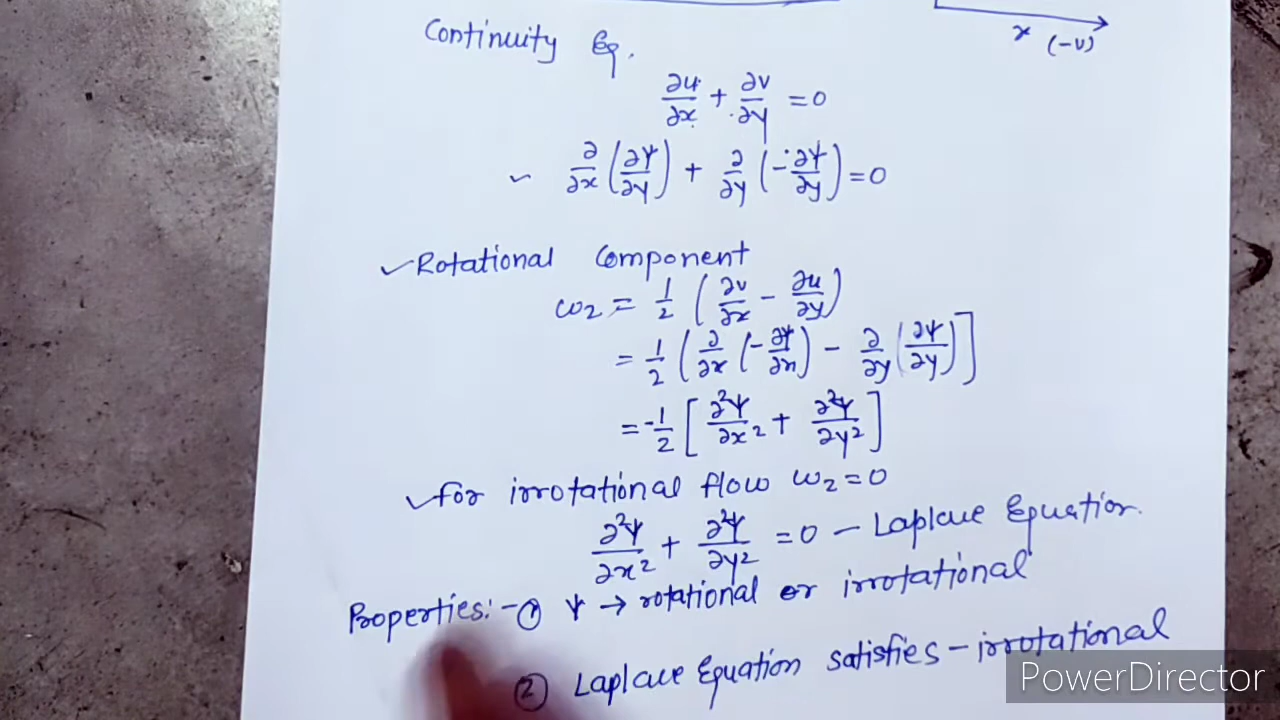 x (-v)
Continuity Eq.
∂u/∂x + ∂v/∂y = 0
∂/∂x (∂ψ/∂y) + ∂/∂y (-∂ψ/∂y) = 0
✓Rotational Component
ω2 = 1/2 (∂v/∂x - ∂u/∂y)
= 1/2 (∂/∂x (-∂ψ/∂x) - ∂/∂y (∂ψ/∂y)]
= -1/2 [∂²ψ/∂x² + ∂²ψ/∂y²]
✓for irrotational flow ω2 = 0
∂²ψ/∂x² + ∂²ψ/∂y² = 0 - Laplace Equation.
Properties:- ① ψ → rotational or irrotational
② Laplace Equation satisfies - irrotational
PowerDirector